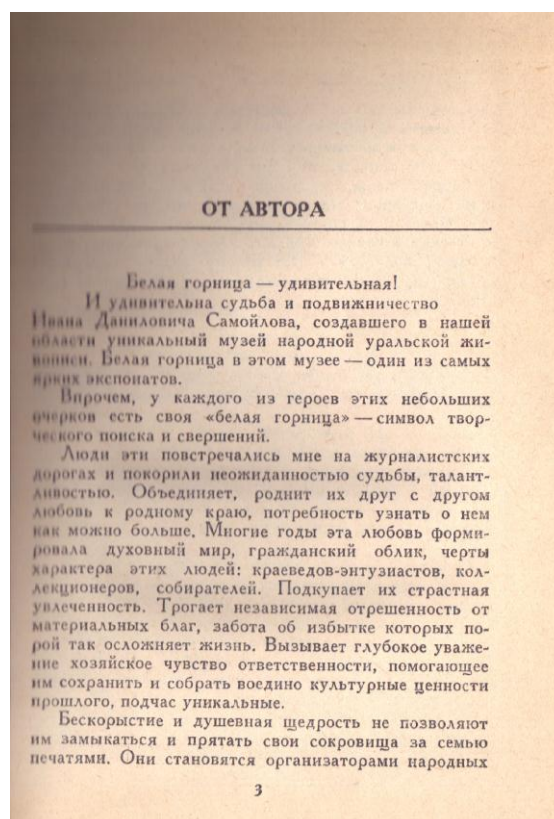 ОТ АВТОРА
Белая горница — удивительная!
И удивительна судьба и подвижничество
Ивана Даниловича Самойлова, создавшего в нашей
области уникальный музей народной уральской жи-
вописи. Белая горница в этом музее — один из самых
ярких экспонатов.
Впрочем, у каждого из героев этих небольших
очерков есть своя «белая горница» — символ твор-
ческого поиска и свершений.
Люди эти повстречались мне на журналистских
дорогах и покорили неожиданностью судьбы, талант-
ливостью. Объединяет, роднит их друг с другом
любовь к родному краю, потребность узнать о нем
как можно больше. Многие годы эта любовь форми-
ровала духовный мир, гражданский облик, черты
характера этих людей: краеведов-энтузиастов, кол-
лекционеров, собирателей. Подкупает их страстная
увлеченность. Трогает независимая отрешенность от
материальных благ, забота об избытке которых по-
рой так осложняет жизнь. Вызывает глубокое уваже-
ние хозяйское чувство ответственности, помогающее
им сохранить и собрать воедино культурные ценности
прошлого, подчас уникальные.
Бескорыстие и душевная щедрость не позволяют
им замыкаться и прятать свои сокровища за семью
печатями. Они становятся организаторами народных
3